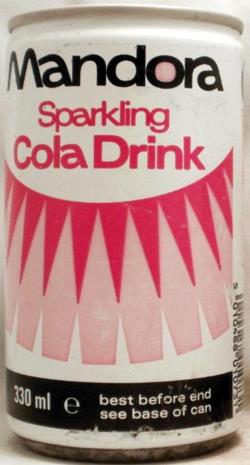 Mandora
Sparkling
Cola Drink
330 ml e
best before end
see base of can